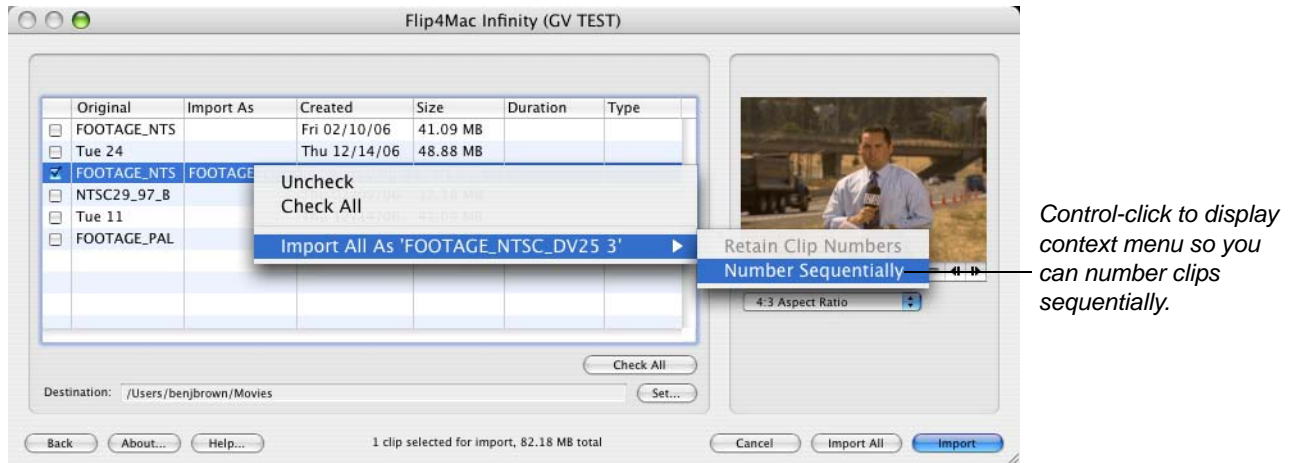 Flip4Mac Infinity (GV TEST)
Original Import As Created Size Duration Type
FOOTAGE_NTS Fri 02/10/06 41.09 MB
Tue 24 Thu 12/14/06 48.88 MB
FOOTAGE_NTS FOOTAGE
NTSC29_97_B
Tue 11
FOOTAGE_PAL
Uncheck
Check All
Import All As 'FOOTAGE_NTSC_DV25 3'
Retain Clip Numbers
Number Sequentially
4:3 Aspect Ratio
Check All
Destination: /Users/benjbrown/Movies
Set...
Back About... Help... 1 clip selected for import, 82.18 MB total Cancel Import All Import
Control-click to display
context menu so you
can number clips
sequentially.